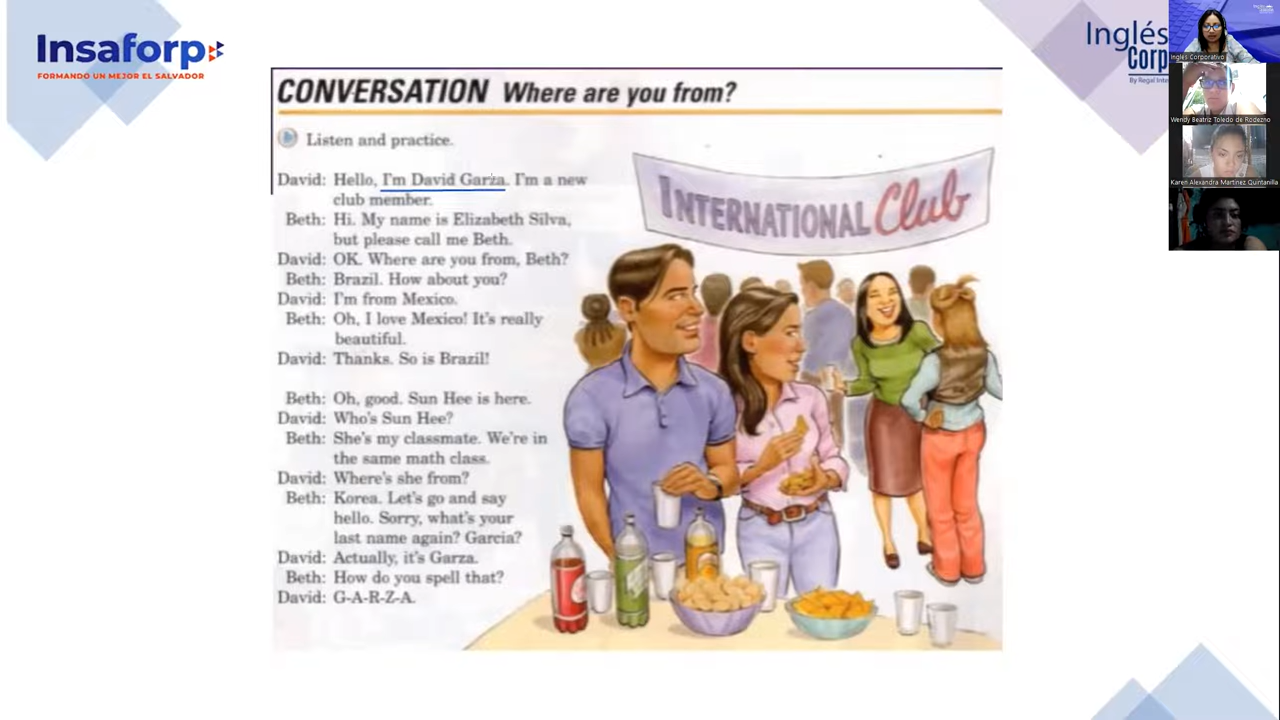 Insaforp
FORMANDO UN MEJOR EL SALVADOR
CONVERSATION Where are you from?
Listen and practice.
David: Hello, I'm David Garza. I'm a new
club member.
Beth: Hi. My name is Elizabeth Silva,
but please call me Beth.
David: OK. Where are you from, Beth?
Beth: Brazil. How about you?
David: I'm from Mexico.
Beth: Oh, I love Mexico! It's really
beautiful.
David: Thanks. So is Brazil!
Beth: Oh, good. Sun Hee is here.
David: Who's Sun Hee?
Beth: She's my classmate. We're in
the same math class.
David: Where's she from?
Beth: Korea. Let's go and say
hello. Sorry, what's your
last name again? Garcia?
David: Actually, it's Garza.
Beth: How do you spell that?
David: G-A-R-Z-A.
INTERNATIONAL Club
Inglés
Corp
By Regal Inte
Inglés Corporativo
Wendy Beatriz Toledo de Rodezno
Karen Alexandra Martinez Quintanilla